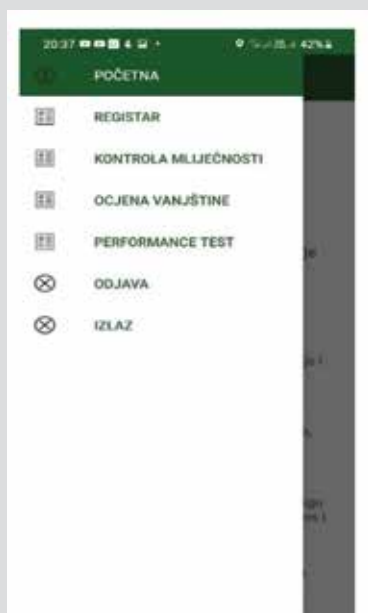 20:37 42%
POČETNA
REGISTAR
KONTROLA MLIJEČNOSTI
OCJENA VANJŠTINE
PERFORMANCE TEST
ODJAVA
IZLAZ